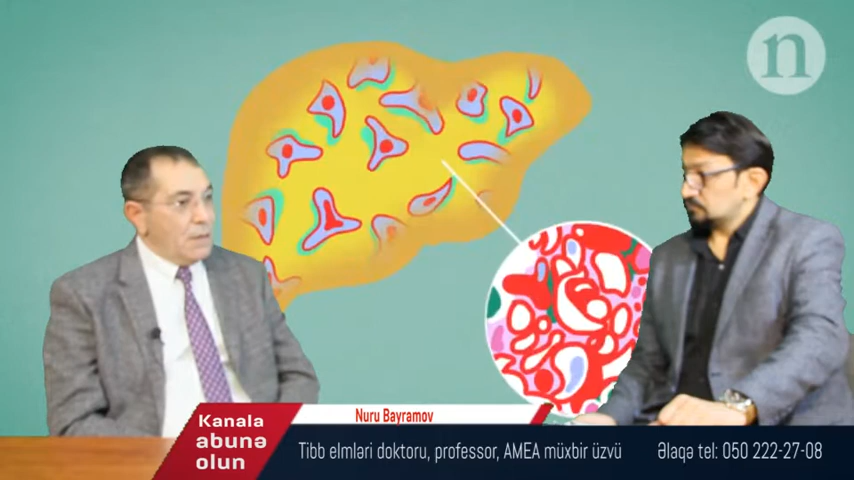 n
Nuru Bayramov
Kanala
abunə
olun
Tibb elmləri doktoru, professor, AMEA müxbir üzvü
Əlaqə tel: 050 222-27-08